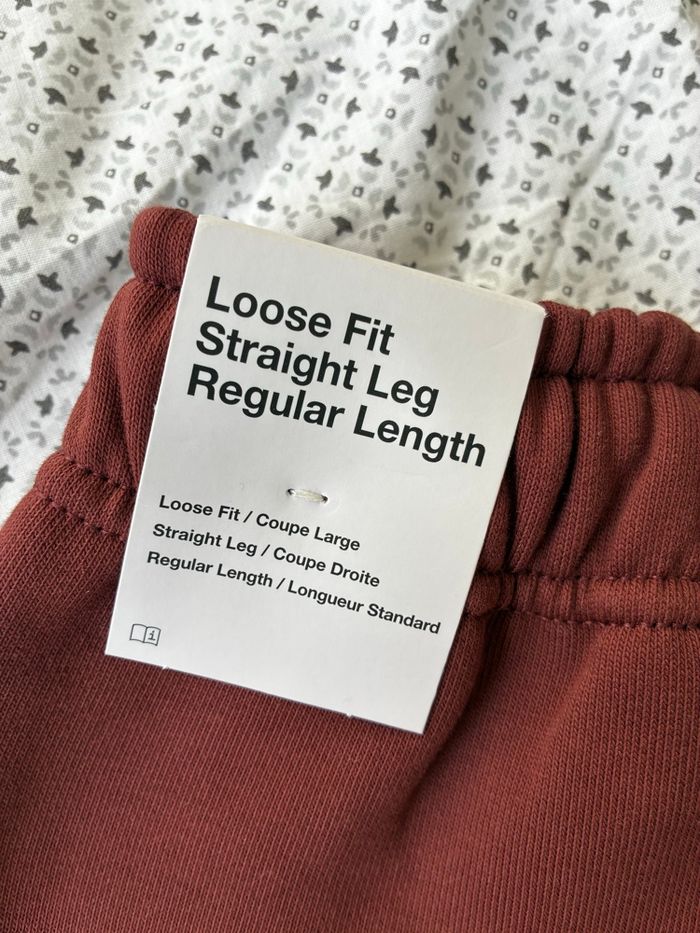 Loose Fit
Straight Leg
Regular Length
Loose Fit / Coupe Large
Straight Leg / Coupe Droite
Regular Length / Longueur Standard
i